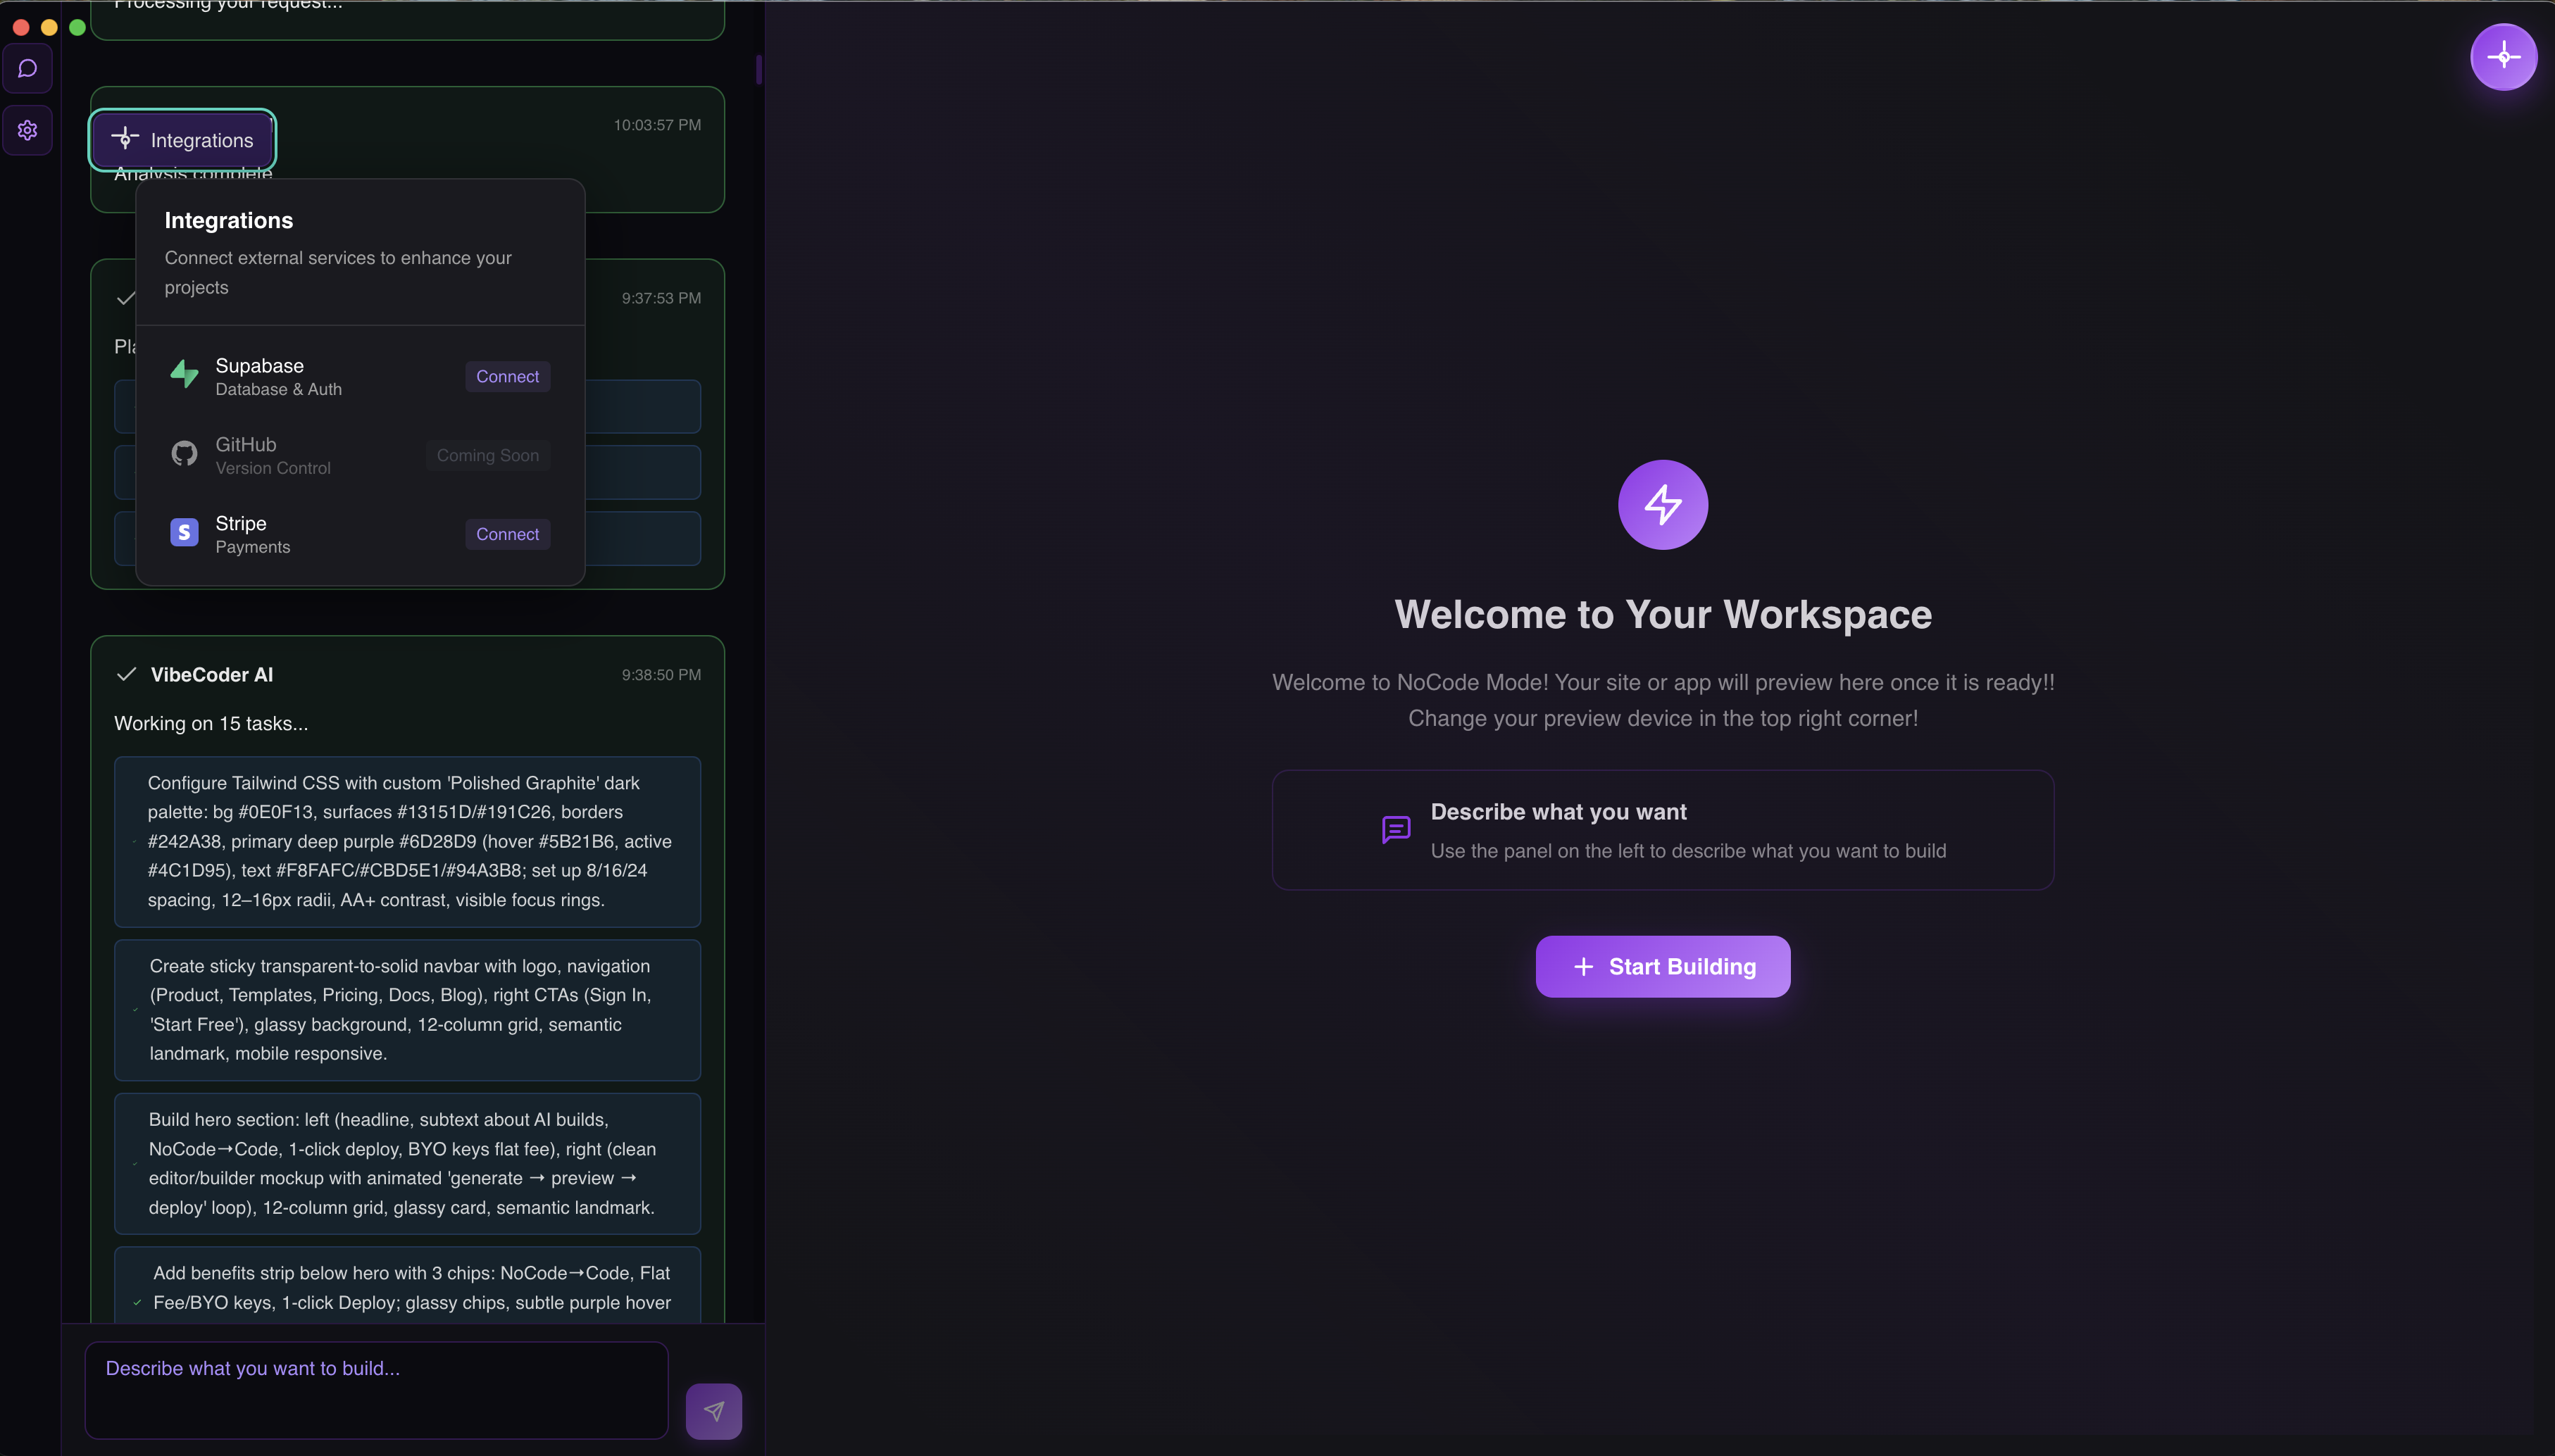 Processing your request...
10:03:57 PM
Integrations
Analysis complete
Integrations
Connect external services to enhance your
projects
9:37:53 PM
Supabase
Database & Auth
Connect
GitHub
Version Control
Coming Soon
Stripe
Payments
Connect
VibeCoder AI
9:38:50 PM
Working on 15 tasks...
Configure Tailwind CSS with custom 'Polished Graphite' dark
palette: bg #0E0F13, surfaces #13151D/#191C26, borders
#242A38, primary deep purple #6D28D9 (hover #5B21B6, active
#4C1D95), text #F8FAFC/#CBD5E1/#94A3B8; set up 8/16/24
spacing, 12–16px radii, AA+ contrast, visible focus rings.
Create sticky transparent-to-solid navbar with logo, navigation
(Product, Templates, Pricing, Docs, Blog), right CTAs (Sign In,
'Start Free'), glassy background, 12-column grid, semantic
landmark, mobile responsive.
Build hero section: left (headline, subtext about AI builds,
NoCode→Code, 1-click deploy, BYO keys flat fee), right (clean
editor/builder mockup with animated 'generate → preview →
deploy' loop), 12-column grid, glassy card, semantic landmark.
Add benefits strip below hero with 3 chips: NoCode→Code, Flat
Fee/BYO keys, 1-click Deploy; glassy chips, subtle purple hover
Describe what you want to build...
Welcome to Your Workspace
Welcome to NoCode Mode! Your site or app will preview here once it is ready!!
Change your preview device in the top right corner!
Describe what you want
Use the panel on the left to describe what you want to build
Start Building